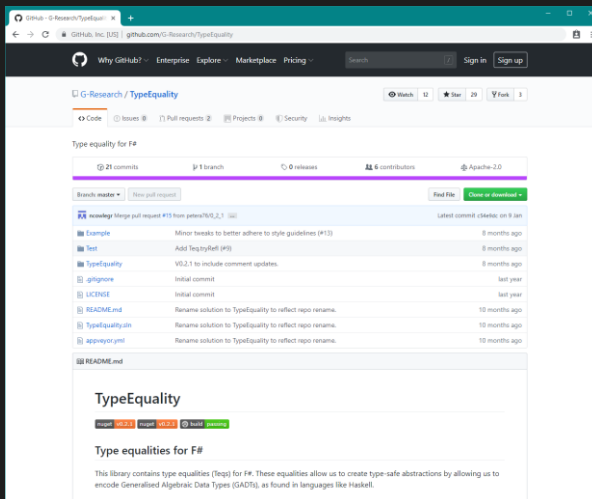 GitHub - G-Research/TypeEquali
GitHub, Inc. [US] | github.com/G-Research/TypeEquality
Why GitHub? Enterprise Explore Marketplace Pricing Search Sign in Sign up
G-Research / TypeEquality Watch 12 Star 29 Fork 3
Code Issues 0 Pull requests 2 Projects 0 Security Insights
Type equality for F#
21 commits 1 branch 0 releases 6 contributors Apache-2.0
Branch: master New pull request Find File Clone or download
Merge pull request #15 from Latest commit on 9 Jan
Example Minor tweaks to better adhere to style guidelines (#13) 8 months ago
Test Add Teq.tryRefl (#9) 8 months ago
TypeEquality V0.2.1 to include comment updates. 8 months ago
.gitignore Initial commit last year
LICENSE Initial commit last year
README.md Rename solution to TypeEquality to reflect repo rename. 10 months ago
TypeEquality.sln Rename solution to TypeEquality to reflect repo rename. 10 months ago
appveyor.yml Rename solution to TypeEquality to reflect repo rename. 10 months ago
README.md
TypeEquality
nuget nuget build passing
Type equalities for F#
This library contains type equalities (Teqs) for F#. These equalities allow us to create type-safe abstractions by allowing us to
encode Generalised Algebraic Data Types (GADTs), as found in languages like Haskell.